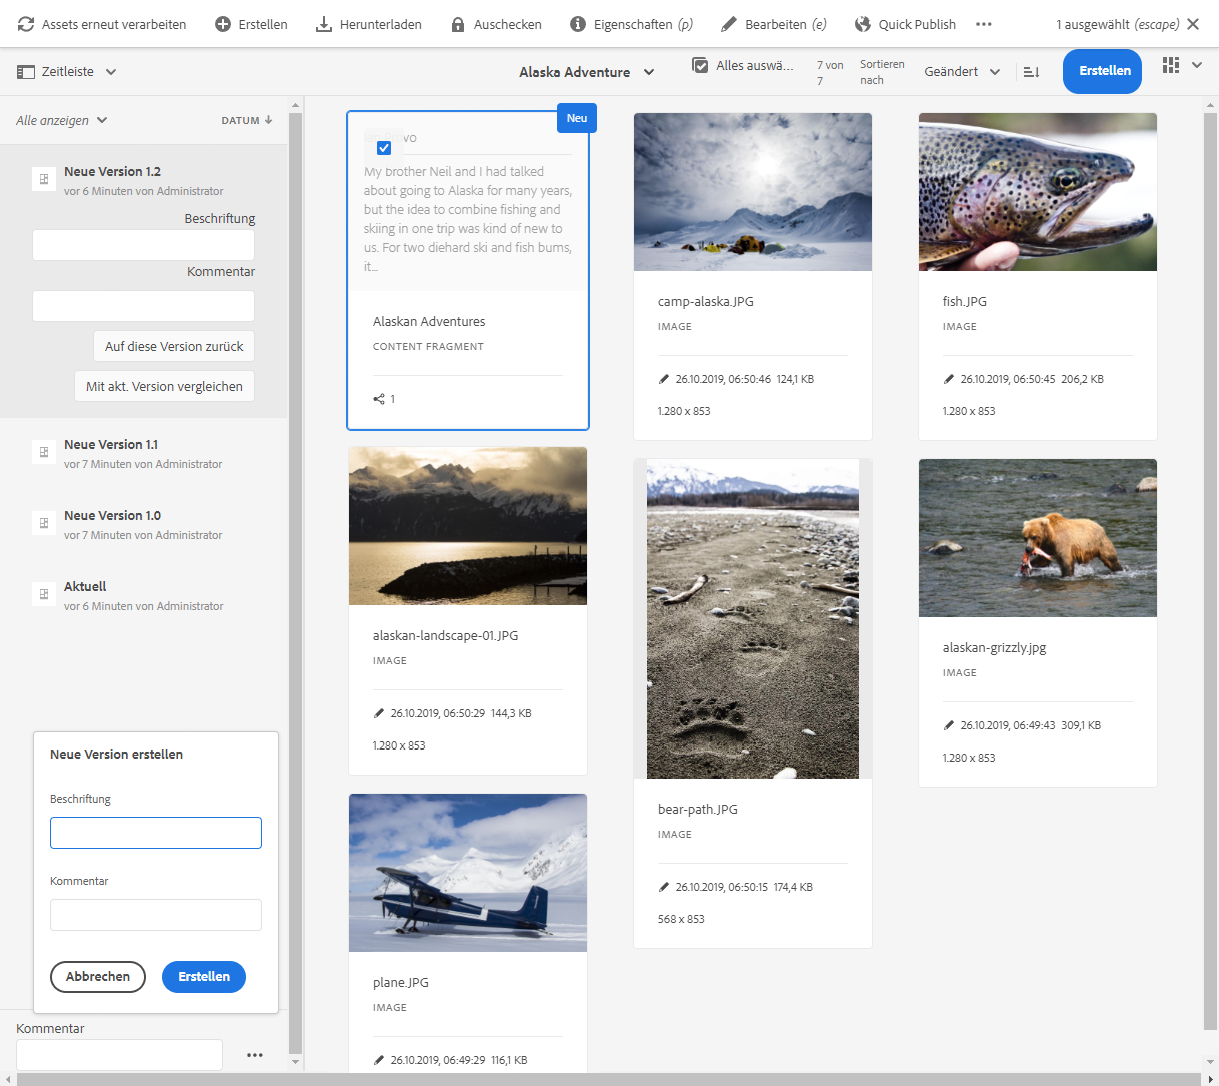 Assets erneut verarbeiten
Erstellen
Herunterladen
Auschecken
Eigenschaften (p)
Bearbeiten (e)
Quick Publish
1 ausgewählt (escape)
Zeitleiste
Alaska Adventure
Alles auswä...
7 von
7
Sortieren
nach
Geändert
Erstellen
Alle anzeigen
DATUM
Neue Version 1.2
vor 6 Minuten von Administrator
Beschriftung
Kommentar
Auf diese Version zurück
Mit akt. Version vergleichen
Neue Version 1.1
vor 7 Minuten von Administrator
Neue Version 1.0
vor 7 Minuten von Administrator
Aktuell
vor 6 Minuten von Administrator
Neue Version erstellen
Beschriftung
Kommentar
Abbrechen
Erstellen
Kommentar
Neu
My brother Neil and I had talked
about going to Alaska for many years,
but the idea to combine fishing and
skiing in one trip was kind of new to
us. For two diehard ski and fish bums,
it...
Alaskan Adventures
CONTENT FRAGMENT
1
camp-alaska.JPG
IMAGE
26.10.2019, 06:50:46 124,1 KB
1.280 x 853
fish.JPG
IMAGE
26.10.2019, 06:50:45 206,2 KB
1.280 x 853
alaskan-landscape-01.JPG
IMAGE
26.10.2019, 06:50:29 144,3 KB
1.280 x 853
bear-path.JPG
IMAGE
26.10.2019, 06:50:15 174,4 KB
568 x 853
alaskan-grizzly.jpg
IMAGE
26.10.2019, 06:49:43 309,1 KB
1.280 x 853
plane.JPG
IMAGE
26.10.2019, 06:49:29 116,1 KB